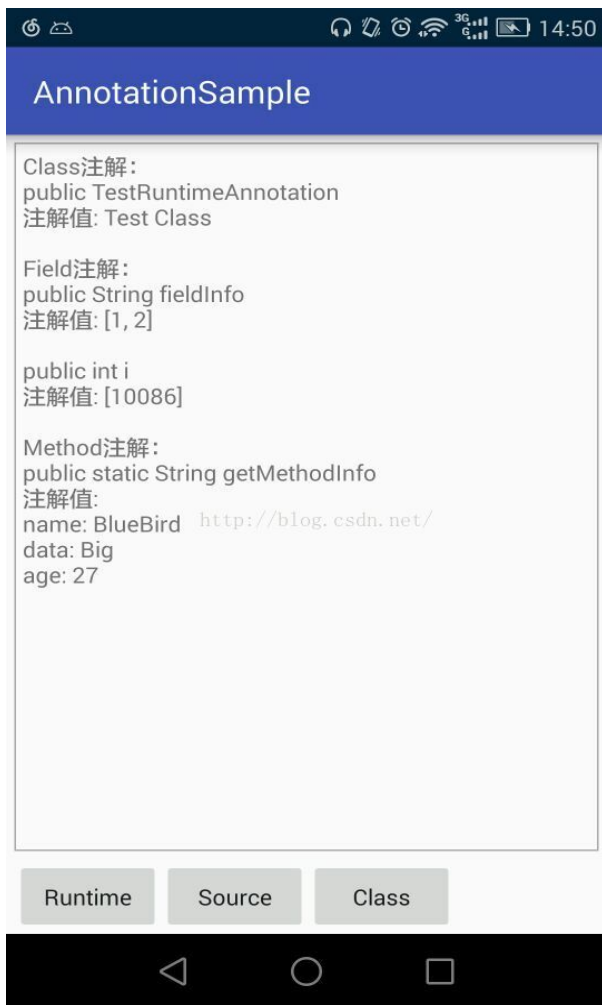 3G
G
14:50
AnnotationSample
Class注解：
public TestRuntimeAnnotation
注解值: Test Class
Field注解：
public String fieldInfo
注解值: [1, 2]
public int i
注解值: [10086]
Method注解：
public static String getMethodInfo
注解值:
name: BlueBird
http://blog.csdn.net/
data: Big
age: 27
Runtime
Source
Class